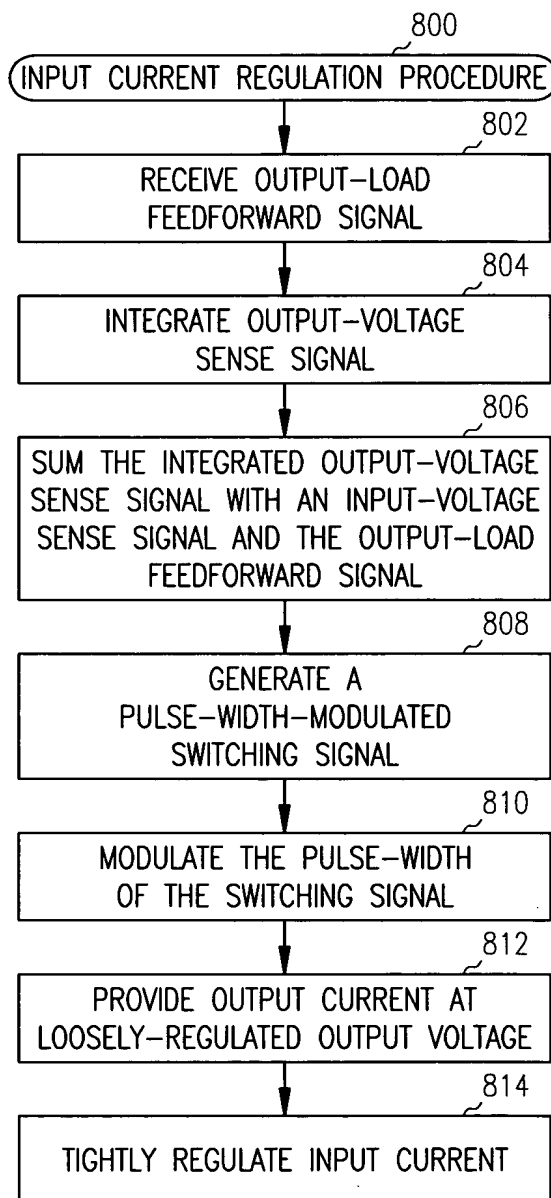 800
INPUT CURRENT REGULATION PROCEDURE
802
RECEIVE OUTPUT-LOAD
FEEDFORWARD SIGNAL
804
INTEGRATE OUTPUT-VOLTAGE
SENSE SIGNAL
806
SUM THE INTEGRATED OUTPUT-VOLTAGE
SENSE SIGNAL WITH AN INPUT-VOLTAGE
SENSE SIGNAL AND THE OUTPUT-LOAD
FEEDFORWARD SIGNAL
808
GENERATE A
PULSE-WIDTH-MODULATED
SWITCHING SIGNAL
810
MODULATE THE PULSE-WIDTH
OF THE SWITCHING SIGNAL
812
PROVIDE OUTPUT CURRENT AT
LOOSELY-REGULATED OUTPUT VOLTAGE
814
TIGHTLY REGULATE INPUT CURRENT